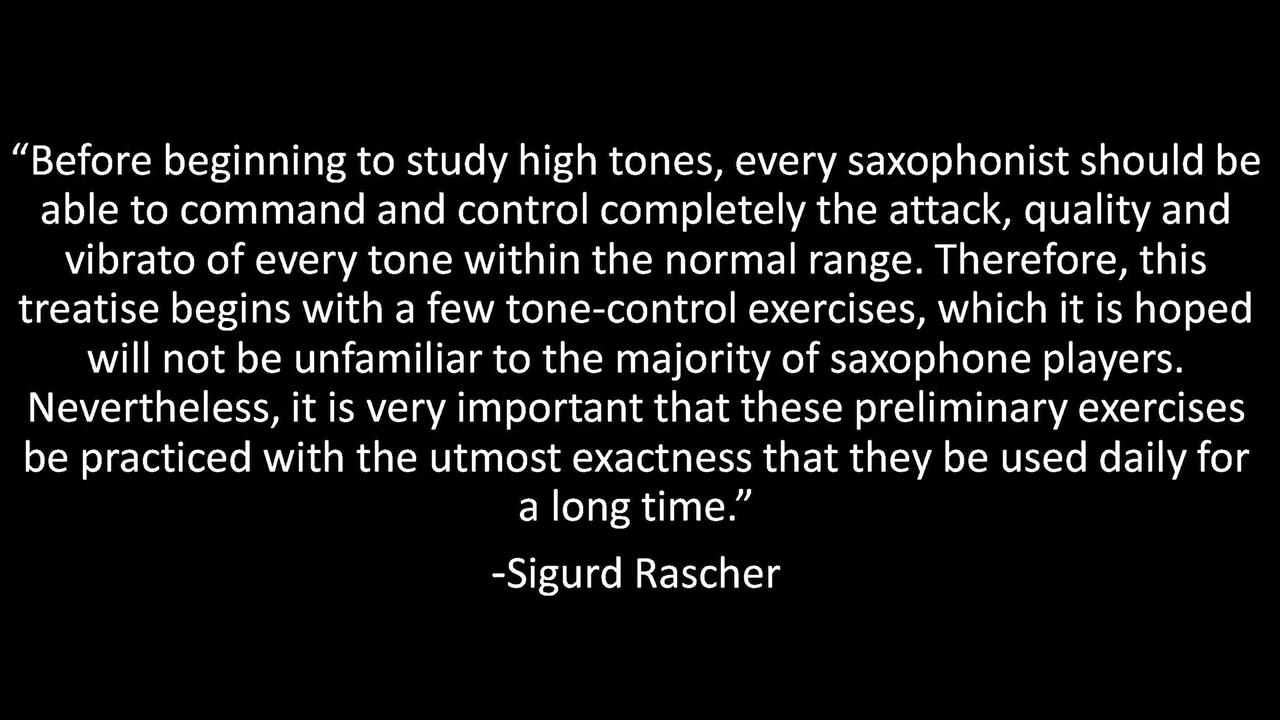 “Before beginning to study high tones, every saxophonist should be
able to command and control completely the attack, quality and
vibrato of every tone within the normal range. Therefore, this
treatise begins with a few tone-control exercises, which it is hoped
will not be unfamiliar to the majority of saxophone players.
Nevertheless, it is very important that these preliminary exercises
be practiced with the utmost exactness that they be used daily for
a long time.”
-Sigurd Rascher